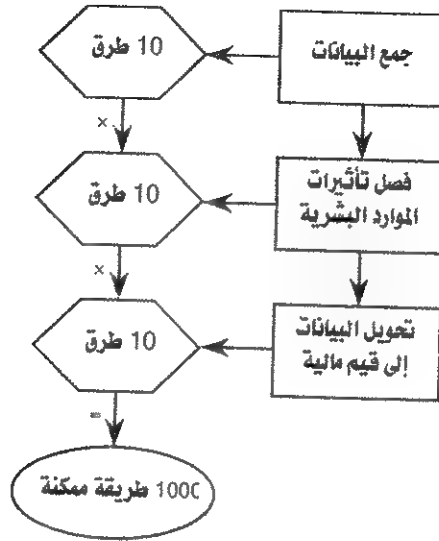 جمع البيانات
10 طرق
×
فصل تأثيرات
الموارد البشرية
10 طرق
×
تحويل البيانات
إلى قيم مالية
10 طرق
=
1000 طريقة ممكنة